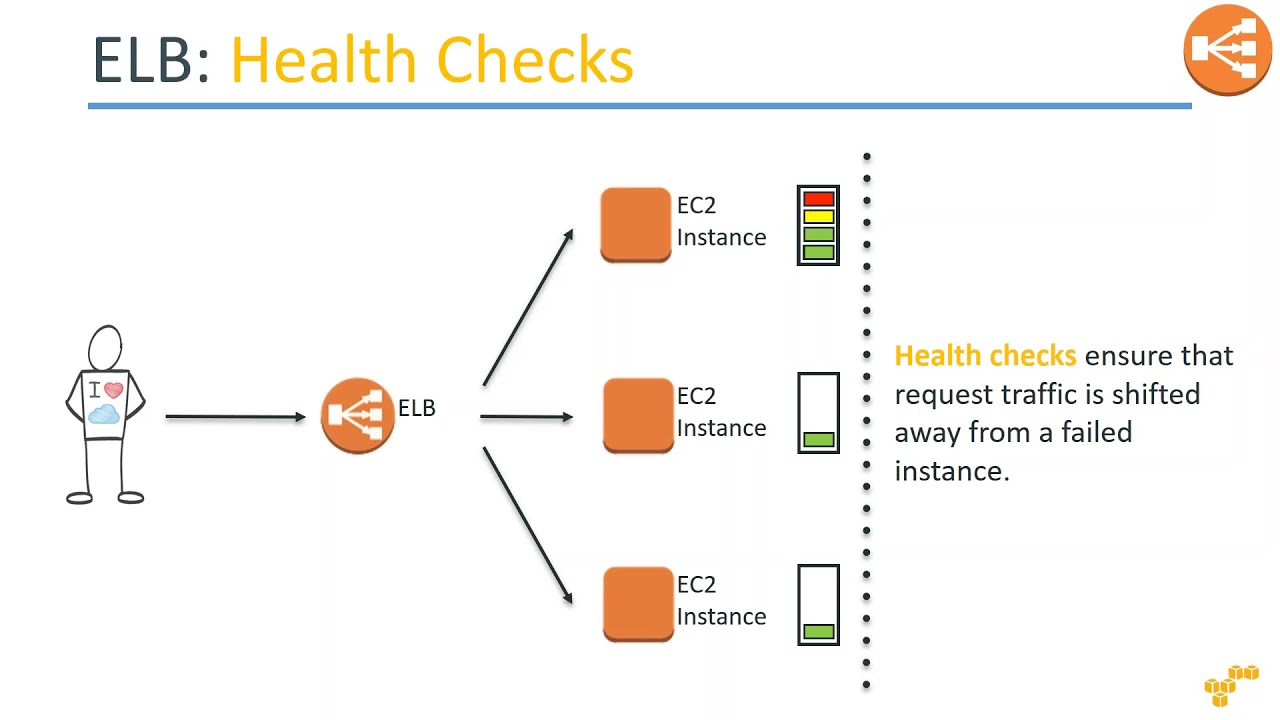 ELB: Health Checks
EC2
Instance
I
ELB
EC2
Instance
EC2
Instance
Health checks ensure that
request traffic is shifted
away from a failed
instance.